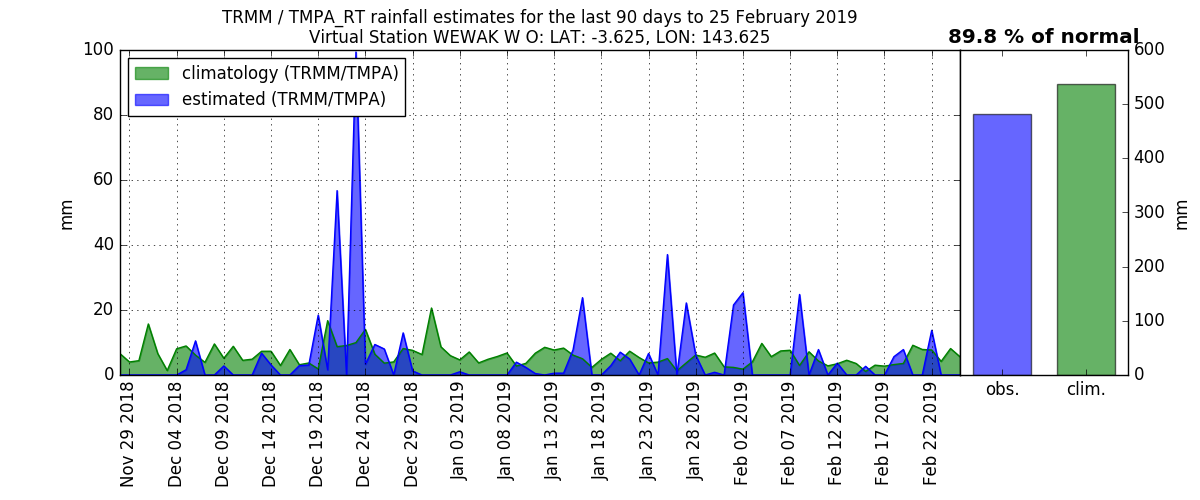 TRMM / TMPA_RT rainfall estimates for the last 90 days to 25 February 2019
Virtual Station WEWAK W O: LAT: -3.625, LON: 143.625
89.8 % of normal
climatology (TRMM/TMPA)
estimated (TRMM/TMPA)
100
80
60
40
20
0
mm
600
500
400
300
200
100
0
mm
obs.
clim.
Nov 29 2018
Dec 04 2018
Dec 09 2018
Dec 14 2018
Dec 19 2018
Dec 24 2018
Dec 29 2018
Jan 03 2019
Jan 08 2019
Jan 13 2019
Jan 18 2019
Jan 23 2019
Jan 28 2019
Feb 02 2019
Feb 07 2019
Feb 12 2019
Feb 17 2019
Feb 22 2019